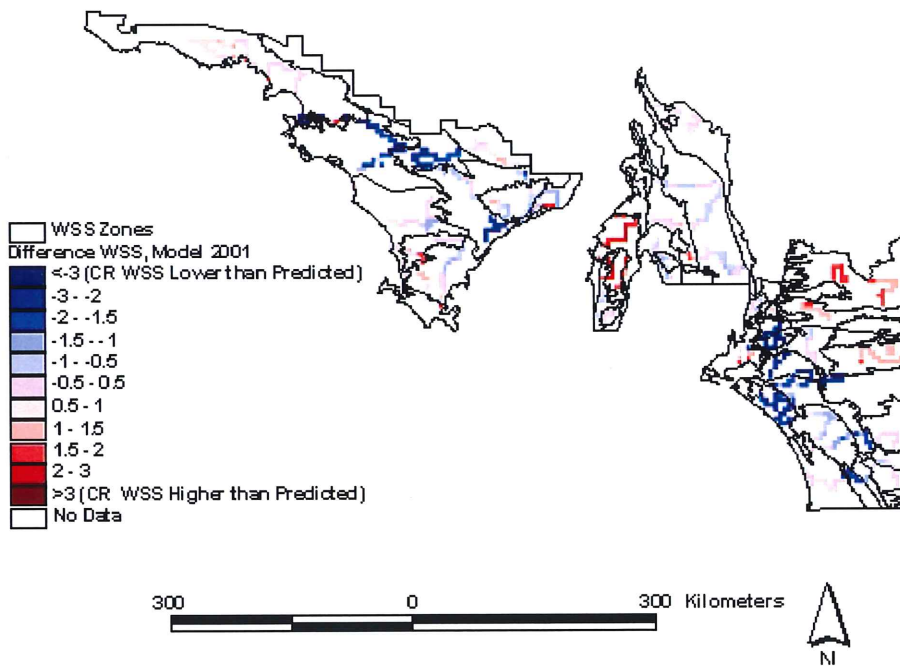 WSS Zones
Difference WSS, Model 2001
<-3 (CR WSS Lower than Predicted)
-3 - -2
-2 - -1.5
-1.5 - -1
-1 - -0.5
-0.5 - 0.5
0.5 - 1
1 - 1.5
1.5 - 2
2 - 3
>3 (CR WSS Higher than Predicted)
No Data
300 0 300 Kilometers
N